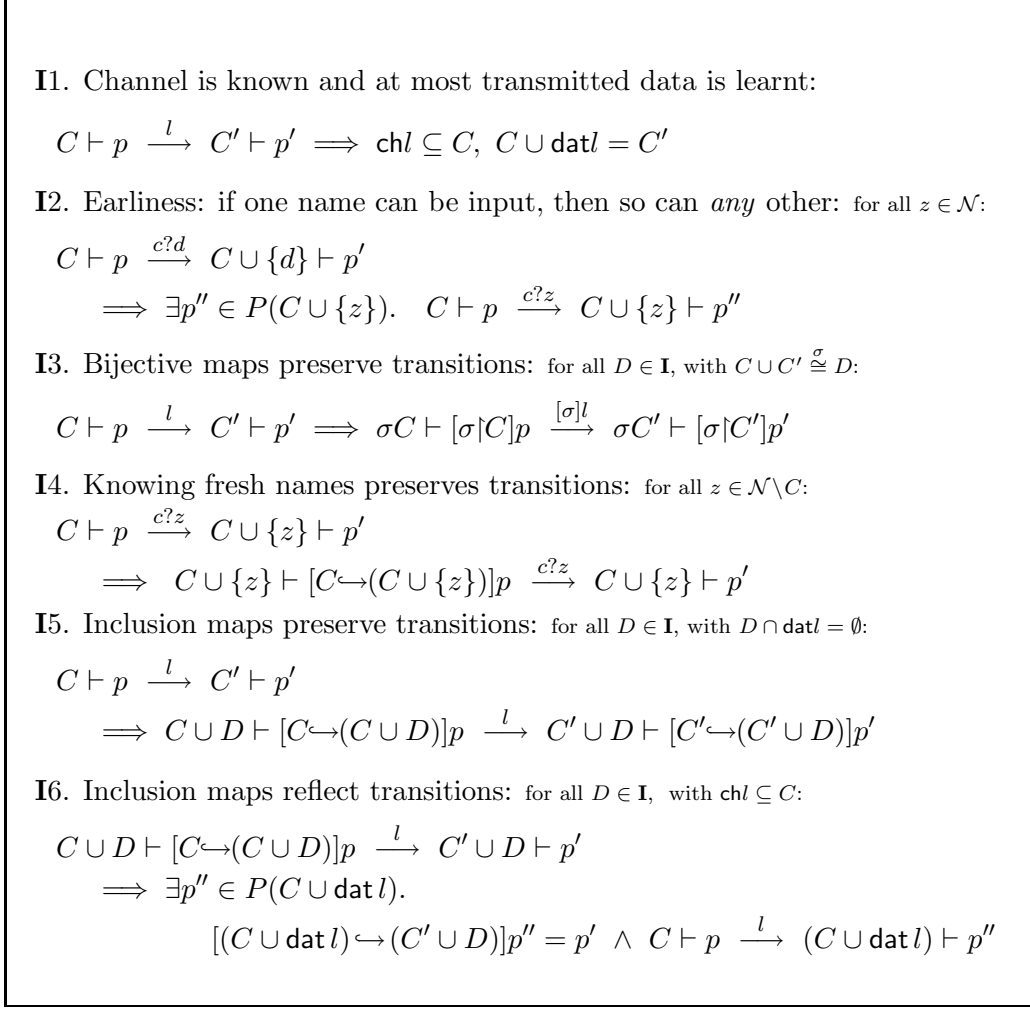 I1. Channel is known and at most transmitted data is learnt:
C ⊢ p —l→ C′ ⊢ p′ ⟹ chl ⊆ C, C ∪ datl = C′
I2. Earliness: if one name can be input, then so can any other: for all z ∈ 𝒩:
C ⊢ p —c?d→ C ∪ {d} ⊢ p′
⟹ ∃p″ ∈ P(C ∪ {z}). C ⊢ p —c?z→ C ∪ {z} ⊢ p″
I3. Bijective maps preserve transitions: for all D ∈ I, with C ∪ C′ ≅^σ D:
C ⊢ p —l→ C′ ⊢ p′ ⟹ σC ⊢ [σ↾C]p —[σ]l→ σC′ ⊢ [σ↾C′]p′
I4. Knowing fresh names preserves transitions: for all z ∈ 𝒩\C:
C ⊢ p —c?z→ C ∪ {z} ⊢ p′
⟹ C ∪ {z} ⊢ [C↪(C ∪ {z})]p —c?z→ C ∪ {z} ⊢ p′
I5. Inclusion maps preserve transitions: for all D ∈ I, with D ∩ datl = ∅:
C ⊢ p —l→ C′ ⊢ p′
⟹ C ∪ D ⊢ [C↪(C ∪ D)]p —l→ C′ ∪ D ⊢ [C′↪(C′ ∪ D)]p′
I6. Inclusion maps reflect transitions: for all D ∈ I, with chl ⊆ C:
C ∪ D ⊢ [C↪(C ∪ D)]p —l→ C′ ∪ D ⊢ p′
⟹ ∃p″ ∈ P(C ∪ dat l).
[(C ∪ dat l)↪(C′ ∪ D)]p″ = p′ ∧ C ⊢ p —l→ (C ∪ dat l) ⊢ p″